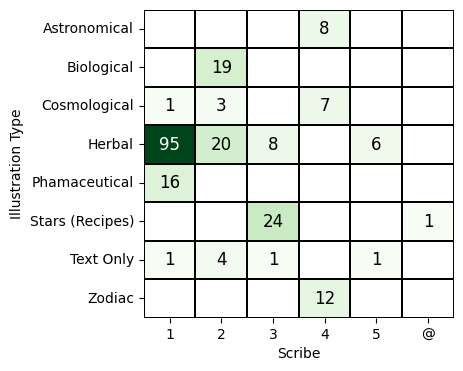 Illustration Type
Astronomical 8
Biological 19
Cosmological 1 3 7
Herbal 95 20 8 6
Phamaceutical 16
Stars (Recipes) 24 1
Text Only 1 4 1 1
Zodiac 12
1 2 3 4 5 @
Scribe